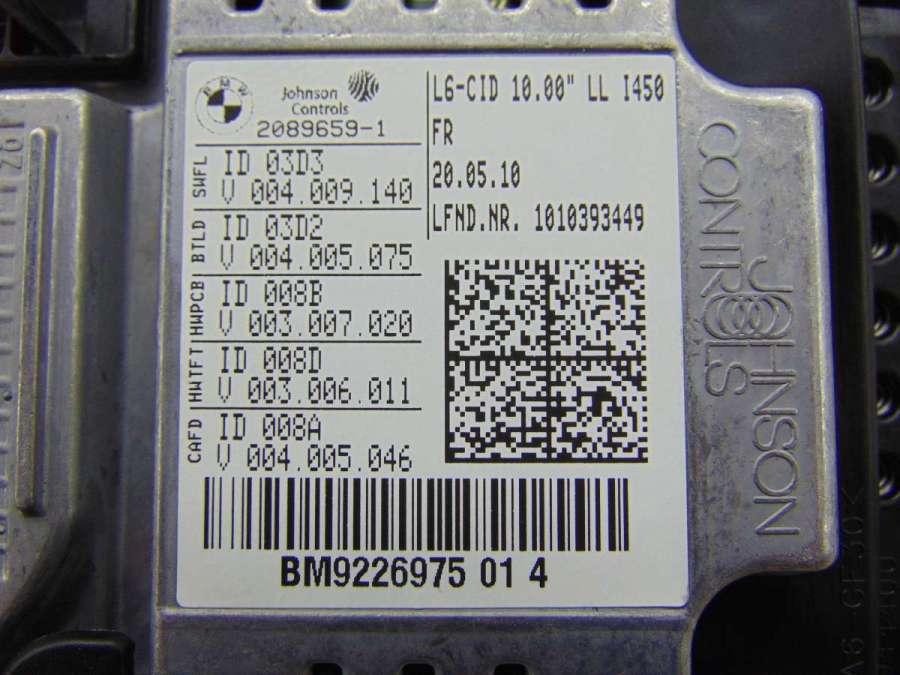 BMW
Johnson
Controls
2089659-1
SWFL
ID 03D3
V 004.009.140
BTLD
ID 03D2
V 004.005.075
HWPCB
ID 008B
V 003.007.020
HWTFT
ID 008D
V 003.006.011
CAFD
ID 008A
V 004.005.046
L6-CID 10.00" LL I450
FR
20.05.10
LFND.NR. 1010393449
BM9226975 01 4
JOHNSON
CONTROLS